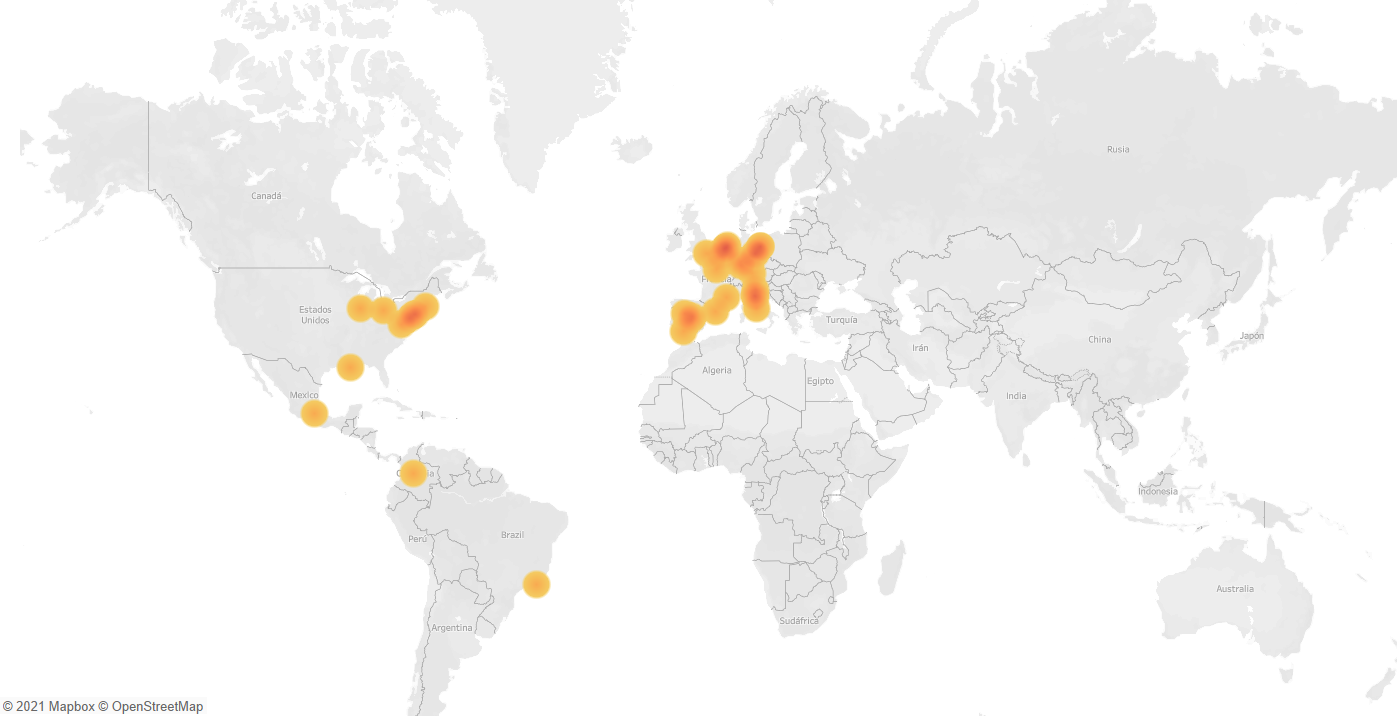 Rusia
Canadá
Estados
Unidos
Turquía
China
Japón
Irán
Algeria
Egipto
India
Mexico
Indonesia
Perú
Brazil
Australia
Sudáfrica
Argentina
© 2021 Mapbox © OpenStreetMap